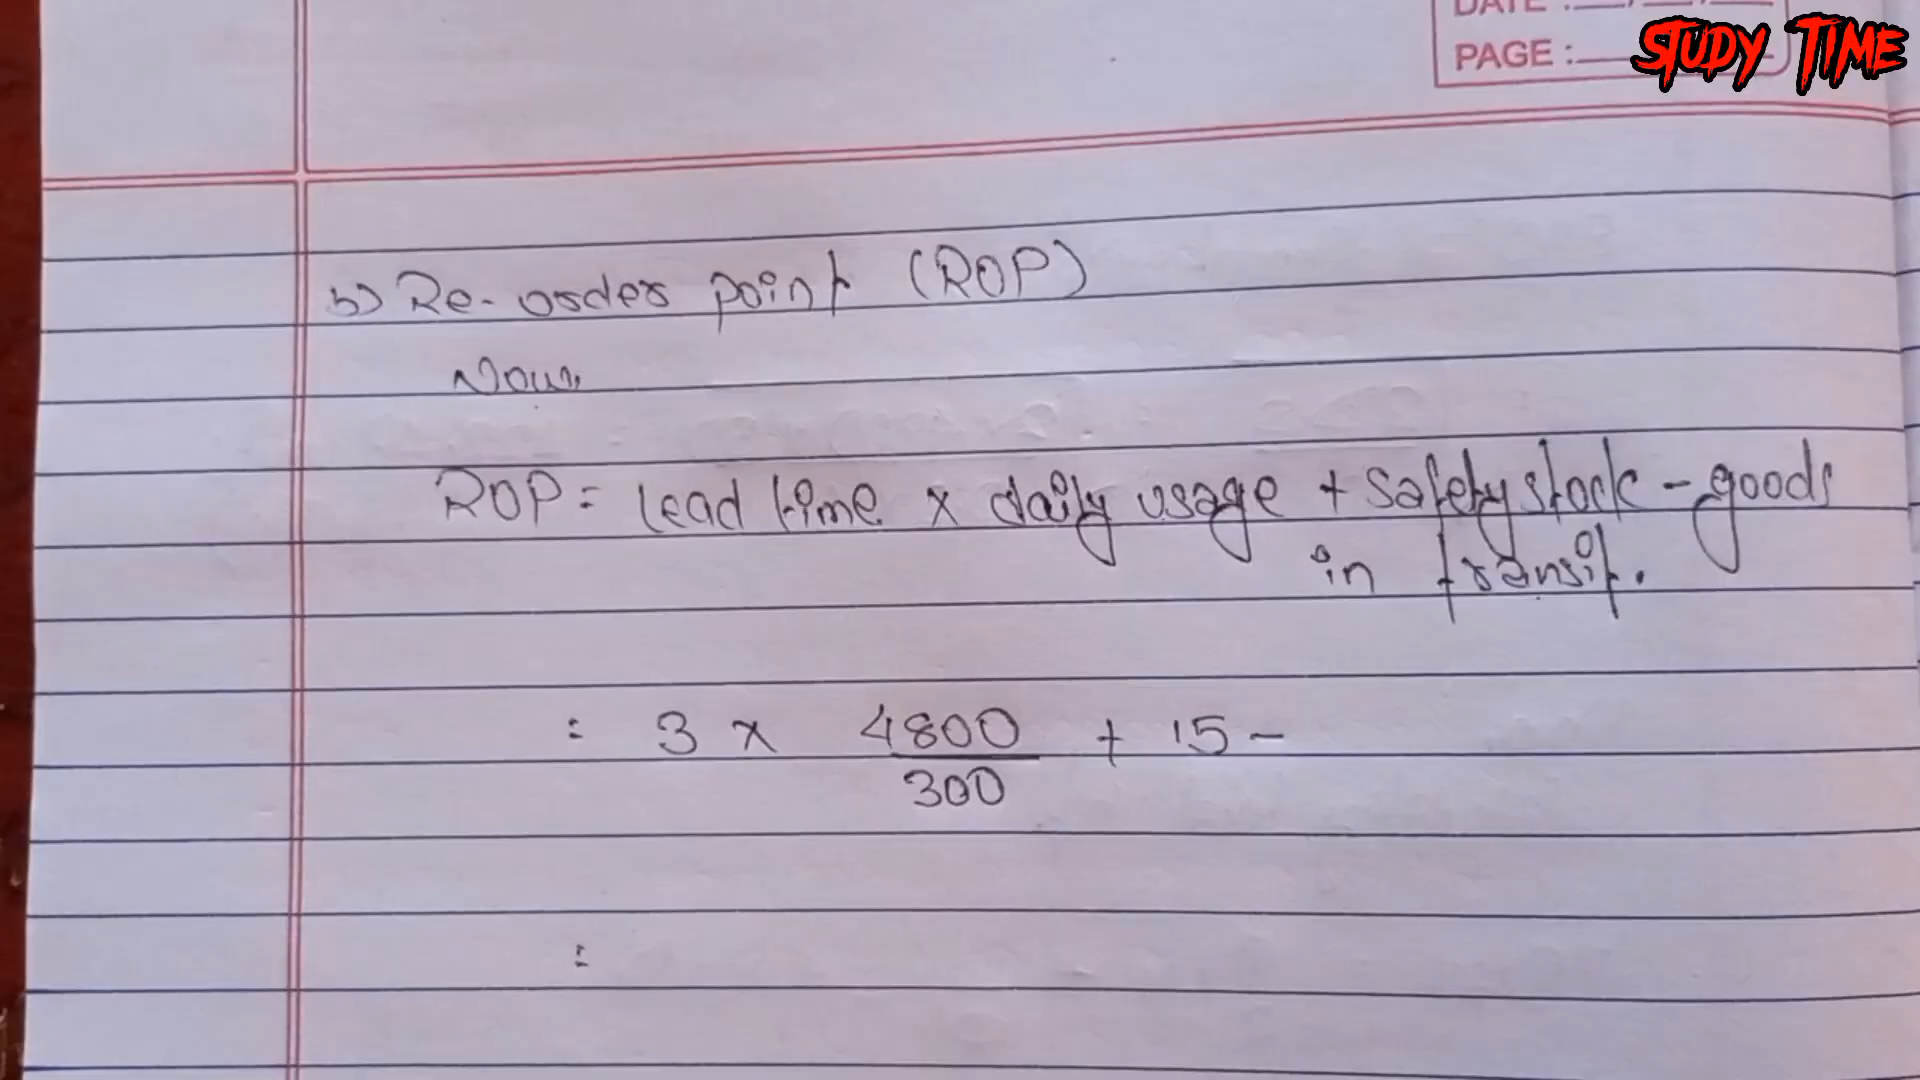 DATE :
PAGE :
STUDY TIME
b) Re-order point (ROP)
Now,
ROP = lead time × daily usage + safety stock - goods
in transit.
= 3 × 4800 + 15 -
300
=